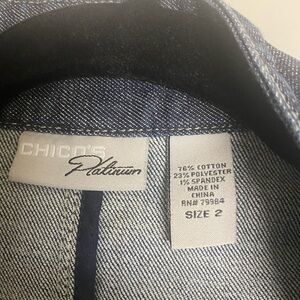 CHICO'S
Platinum
76% COTTON
23% POLYESTER
1% SPANDEX
MADE IN
CHINA
RN# 79984
SIZE 2